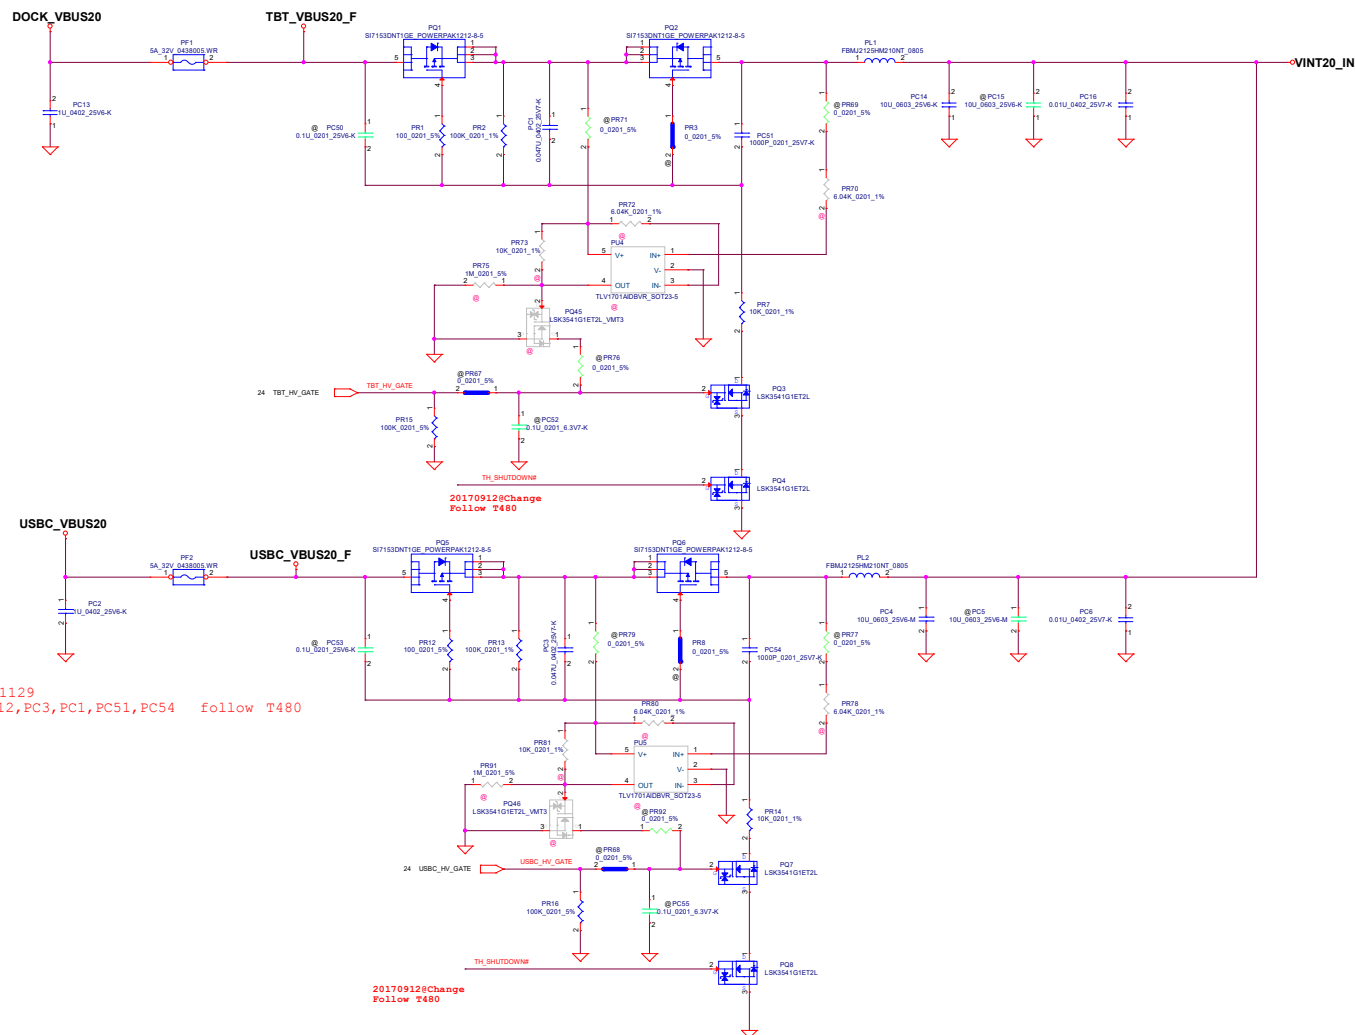 DOCK_VBUS20
TBT_VBUS20_F
PF1
5A_32V_0438005.WR
PQ1
SI7153DNT1GE_POWERPAK1212-8-5
PQ2
SI7153DNT1GE_POWERPAK1212-8-5
PL1
FBMJ2125HM210NT_0805
VINT20_IN
PC13
1U_0402_25V6-K
@ PC50
0.1U_0201_25V6-K
PR1
100_0201_5%
PR2
100K_0201_1%
PC1
0.047U_0402_25V7-K
@PR71
0_0201_5%
PR3
0_0201_5%
@
PC51
1000P_0201_25V7-K
@PR69
0_0201_5%
PC14
10U_0603_25V6-K
@PC15
10U_0603_25V6-K
PC16
0.01U_0402_25V7-K
PR70
6.04K_0201_1%
@
PR72
6.04K_0201_1%
@
PR73
10K_0201_1%
@
PU4
V+ IN+
V-
OUT IN-
TLV1701AIDBVR_SOT23-5
@
PR75
1M_0201_5%
@
PQ45
LSK3541G1ET2L_VMT3
@
PR7
10K_0201_1%
@PR76
0_0201_5%
@PR67
0_0201_5%
24 TBT_HV_GATE
TBT_HV_GATE
PR15
100K_0201_5%
@PC52
0.1U_0201_6.3V7-K
PQ3
LSK3541G1ET2L
TH_SHUTDOWN#
PQ4
LSK3541G1ET2L
20170912@Change
Follow T480
USBC_VBUS20
USBC_VBUS20_F
PF2
5A_32V_0438005.WR
PQ5
SI7153DNT1GE_POWERPAK1212-8-5
PQ6
SI7153DNT1GE_POWERPAK1212-8-5
PL2
FBMJ2125HM210NT_0805
PC2
1U_0402_25V6-K
@ PC53
0.1U_0201_25V6-K
PR12
100_0201_5%
PR13
100K_0201_1%
PC3
0.047U_0402_25V7-K
@PR79
0_0201_5%
PR8
0_0201_5%
@
PC54
1000P_0201_25V7-K
@PR77
0_0201_5%
PC4
10U_0603_25V6-M
@PC5
10U_0603_25V6-M
PC6
0.01U_0402_25V7-K
1129
12,PC3,PC1,PC51,PC54 follow T480
PR78
6.04K_0201_1%
@
PR80
6.04K_0201_1%
@
PR81
10K_0201_1%
@
PU5
V+ IN+
V-
OUT IN-
TLV1701AIDBVR_SOT23-5
@
PR91
1M_0201_5%
@
PQ46
LSK3541G1ET2L_VMT3
@
@PR92
0_0201_5%
PR14
10K_0201_1%
@PR68
0_0201_5%
24 USBC_HV_GATE
USBC_HV_GATE
PR16
100K_0201_5%
@PC55
0.1U_0201_6.3V7-K
PQ7
LSK3541G1ET2L
TH_SHUTDOWN#
PQ8
LSK3541G1ET2L
20170912@Change
Follow T480